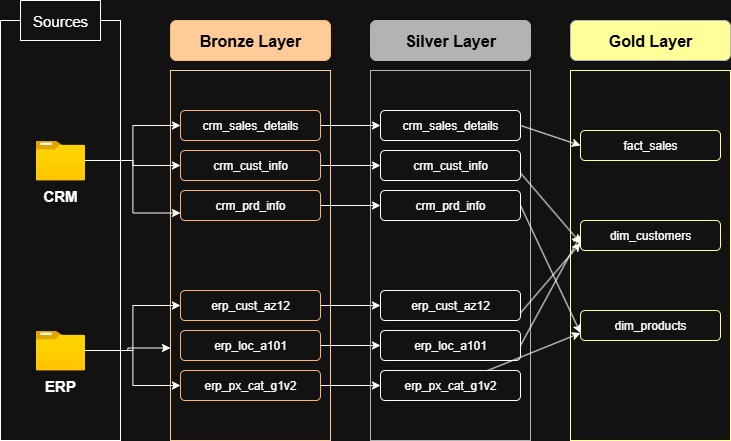 Sources
Bronze Layer
Silver Layer
Gold Layer
CRM
crm_sales_details
crm_cust_info
crm_prd_info
crm_sales_details
crm_cust_info
crm_prd_info
fact_sales
dim_customers
dim_products
ERP
erp_cust_az12
erp_loc_a101
erp_px_cat_g1v2
erp_cust_az12
erp_loc_a101
erp_px_cat_g1v2